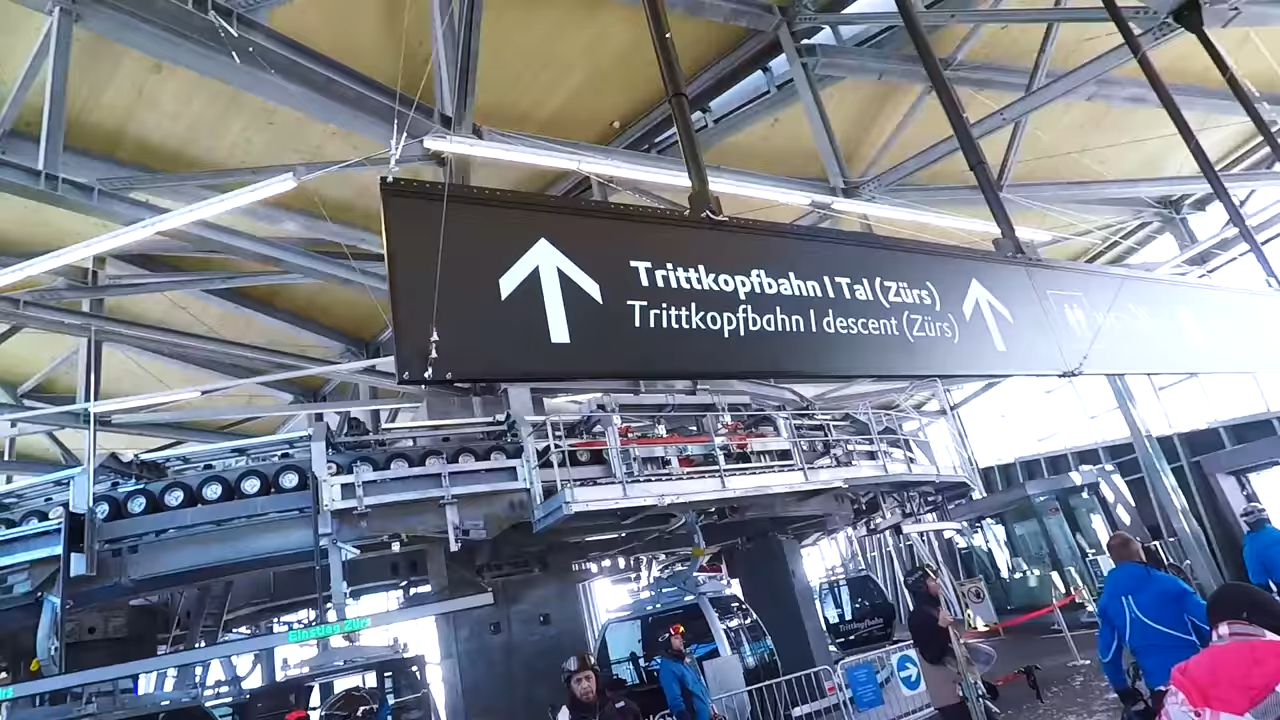 Trittkopfbahn I Tal (Zürs)
Trittkopfbahn I descent (Zürs)
Einstieg Zürs
Trittkopfbahn